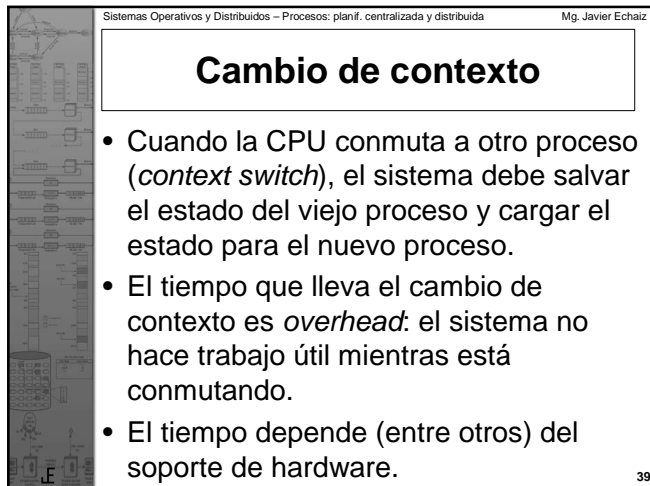 Sistemas Operativos y Distribuidos – Procesos: planif. centralizada y distribuida Mg. Javier Echaiz
Cambio de contexto
• Cuando la CPU conmuta a otro proceso
(context switch), el sistema debe salvar
el estado del viejo proceso y cargar el
estado para el nuevo proceso.
• El tiempo que lleva el cambio de
contexto es overhead: el sistema no
hace trabajo útil mientras está
conmutando.
• El tiempo depende (entre otros) del
soporte de hardware.
JE
39